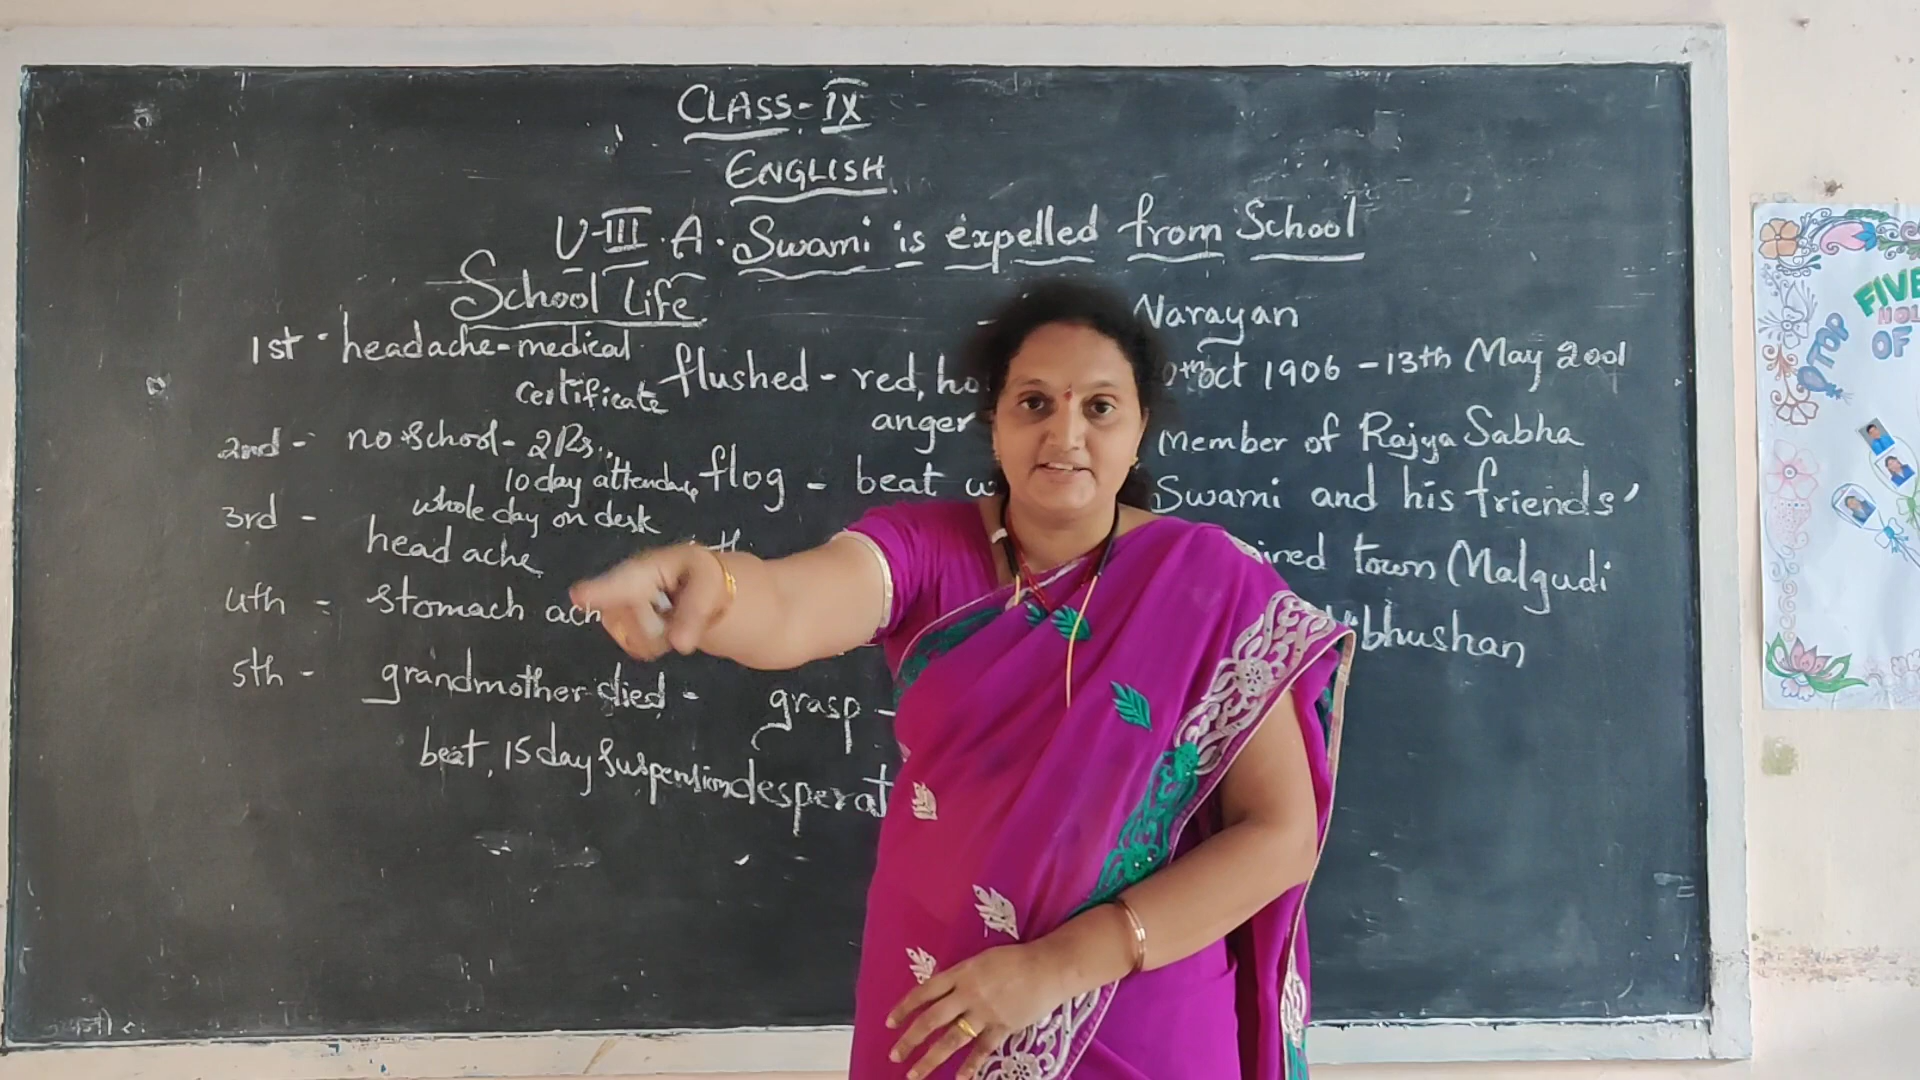 CLASS-IX
ENGLISH
U-III.A. Swami is expelled from School
School Life
1st - headache-medical
certificate
2nd - no school- 2Rs.,
10 day attendance
3rd - whole day on desk
head ache
4th - stomach ach
5th - grandmother died -
beat, 15 day suspension
flushed - red, ho
anger
flog - beat w
grasp -
desperat
Narayan
oct 1906 - 13th May 2001
Member of Rajya Sabha
Swami and his friends'
ined town Malgudi
bhushan
FIVE
TOP
OF